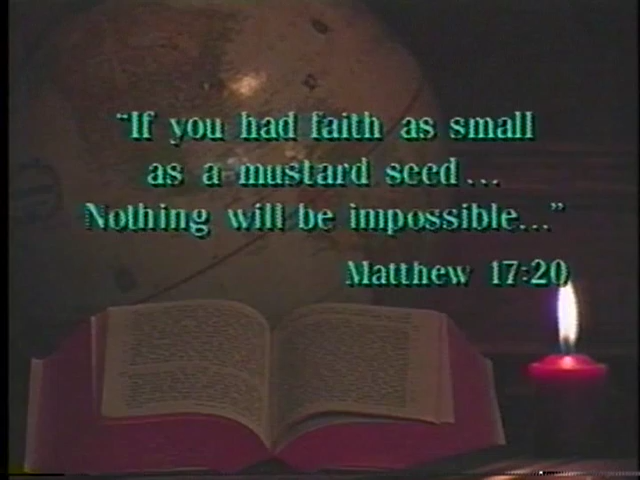 “If you had faith as small
as a mustard seed...
Nothing will be impossible...”
Matthew 17:20